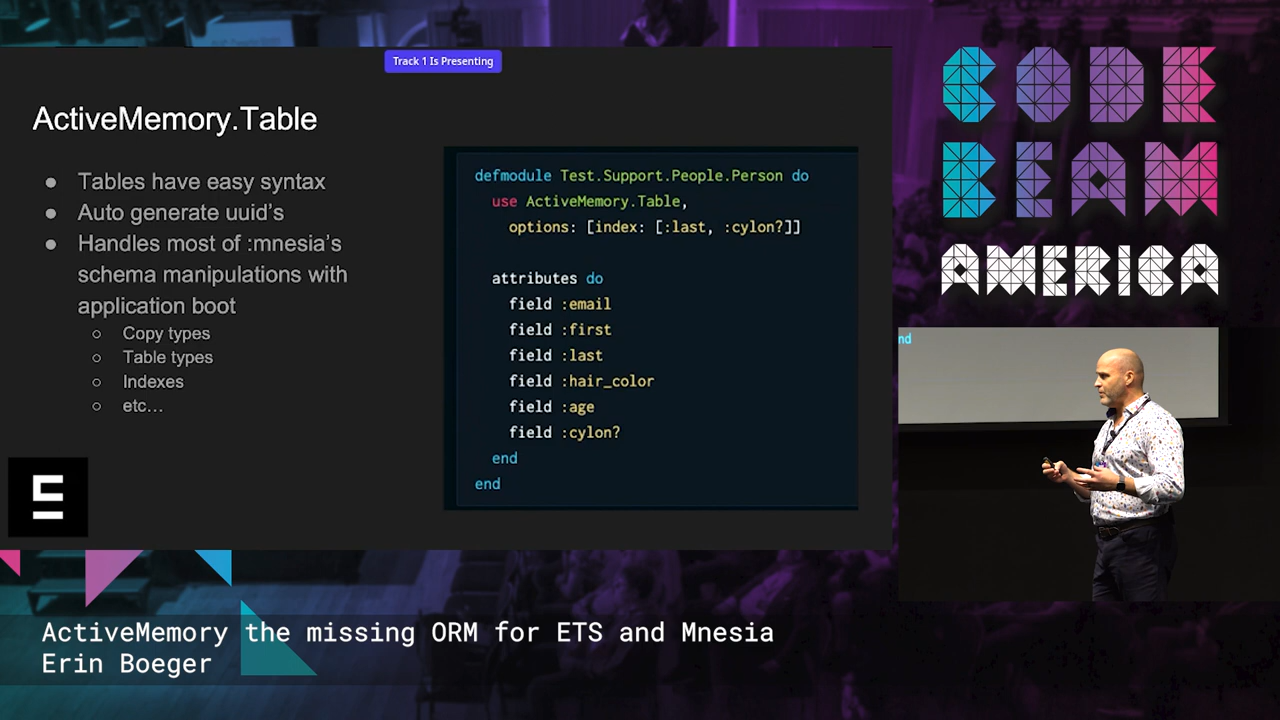 Track 1 Is Presenting
ActiveMemory.Table
● Tables have easy syntax
● Auto generate uuid's
● Handles most of :mnesia's
schema manipulations with
application boot
○ Copy types
○ Table types
○ Indexes
○ etc…
defmodule Test.Support.People.Person do
use ActiveMemory.Table,
options: [index: [:last, :cylon?]]
attributes do
field :email
field :first
field :last
field :hair_color
field :age
field :cylon?
end
end
CODE
BEAM
AMERICA
nd
ActiveMemory the missing ORM for ETS and Mnesia
Erin Boeger